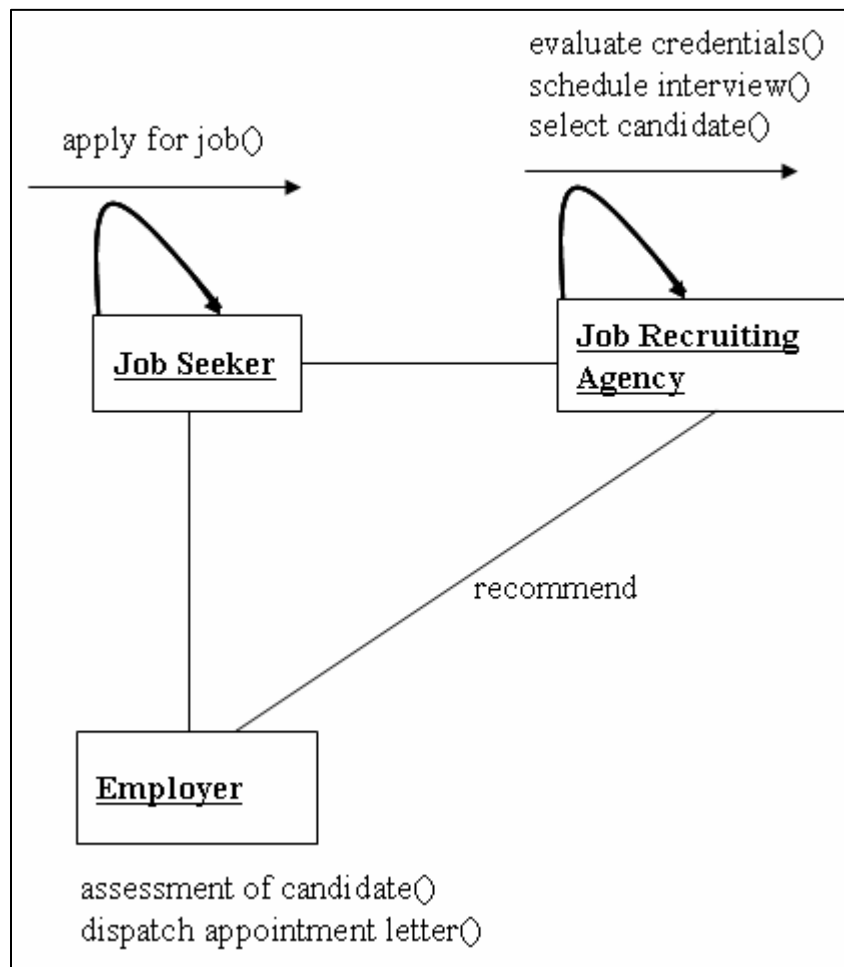 evaluate credentials()
schedule interview()
select candidate()
apply for job()
Job Seeker
Job Recruiting
Agency
recommend
Employer
assessment of candidate()
dispatch appointment letter()